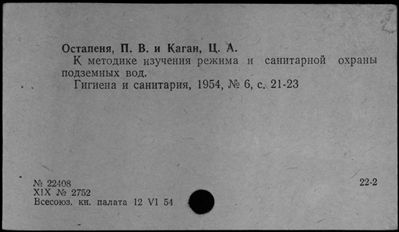 Остапеня, П. В. и Каган, Ц. А.
К методике изучения режима и санитарной охраны
подземных вод.
Гигиена и санитария, 1954, № 6, с. 21-23
№ 22408
22-2
XIX № 2752
Всесоюз. кн. палата 12 VI 54